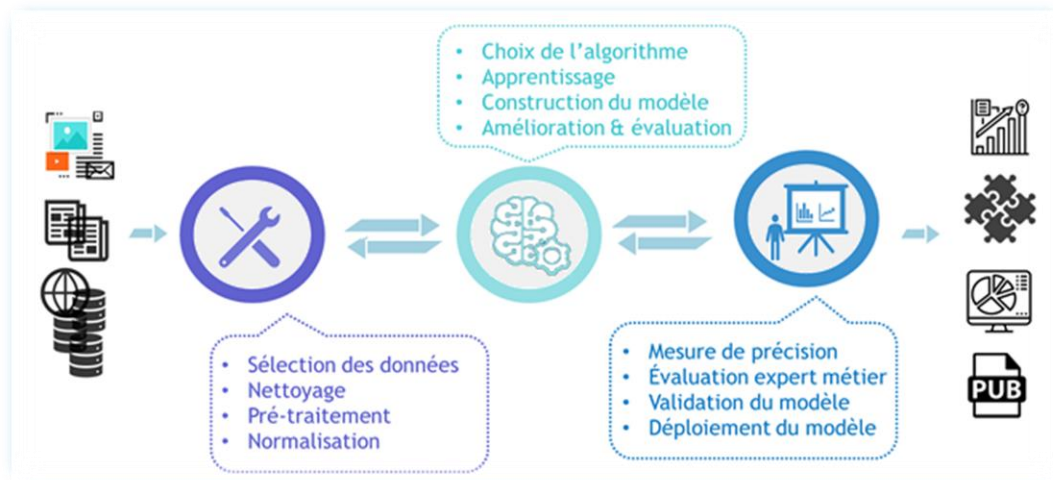 • Choix de l'algorithme
• Apprentissage
• Construction du modèle
• Amélioration & évaluation
• Sélection des données
• Nettoyage
• Pré-traitement
• Normalisation
• Mesure de précision
• Évaluation expert métier
• Validation du modèle
• Déploiement du modèle
?
PUB